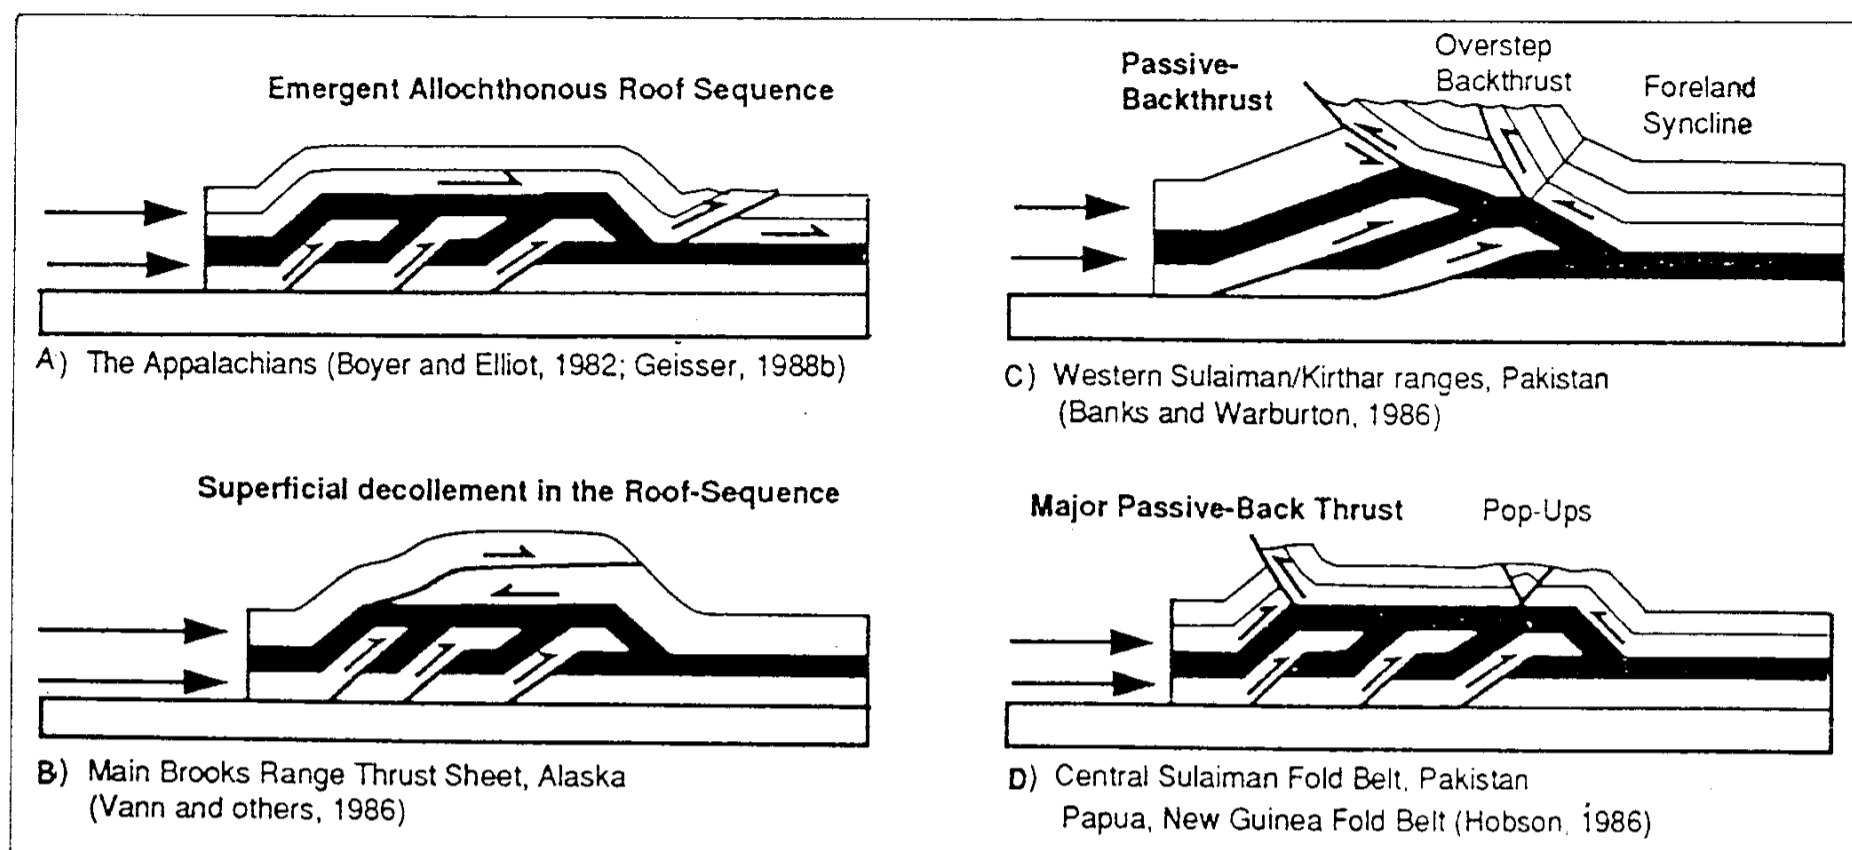 Emergent Allochthonous Roof Sequence
A) The Appalachians (Boyer and Elliot, 1982; Geisser, 1988b)
Superficial decollement in the Roof-Sequence
B) Main Brooks Range Thrust Sheet, Alaska
(Vann and others, 1986)
Passive-
Backthrust
Overstep
Backthrust
Foreland
Syncline
C) Western Sulaiman/Kirthar ranges, Pakistan
(Banks and Warburton, 1986)
Major Passive-Back Thrust
Pop-Ups
D) Central Sulaiman Fold Belt, Pakistan
Papua, New Guinea Fold Belt (Hobson, 1986)